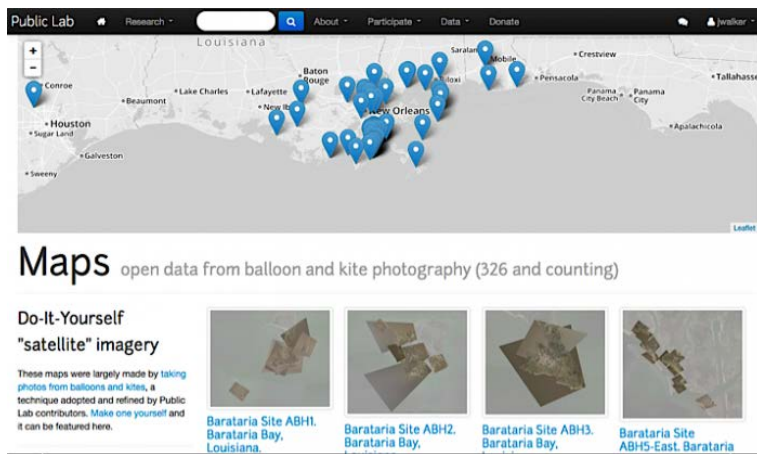 Public Lab Research About Participate Data Donate jwalker
+
−
Louisiana
Conroe
Beaumont
Lake Charles
Lafayette
Baton
Rouge
Mobile
Crestview
Pensacola
Panama
City Beach
Panama
City
Houston
Sugar Land
New Orleans
Apalachicola
Galveston
Sweeny
Leaflet
Maps open data from balloon and kite photography (326 and counting)
Do-It-Yourself
"satellite" imagery
These maps were largely made by taking
photos from balloons and kites, a
technique adopted and refined by Public
Lab contributors. Make one yourself and
it can be featured here.
Barataria Site ABH1.
Barataria Bay,
Louisiana.
Barataria Site ABH2.
Barataria Bay,
Barataria Site ABH3.
Barataria Bay,
Barataria Site
ABH5-East. Barataria